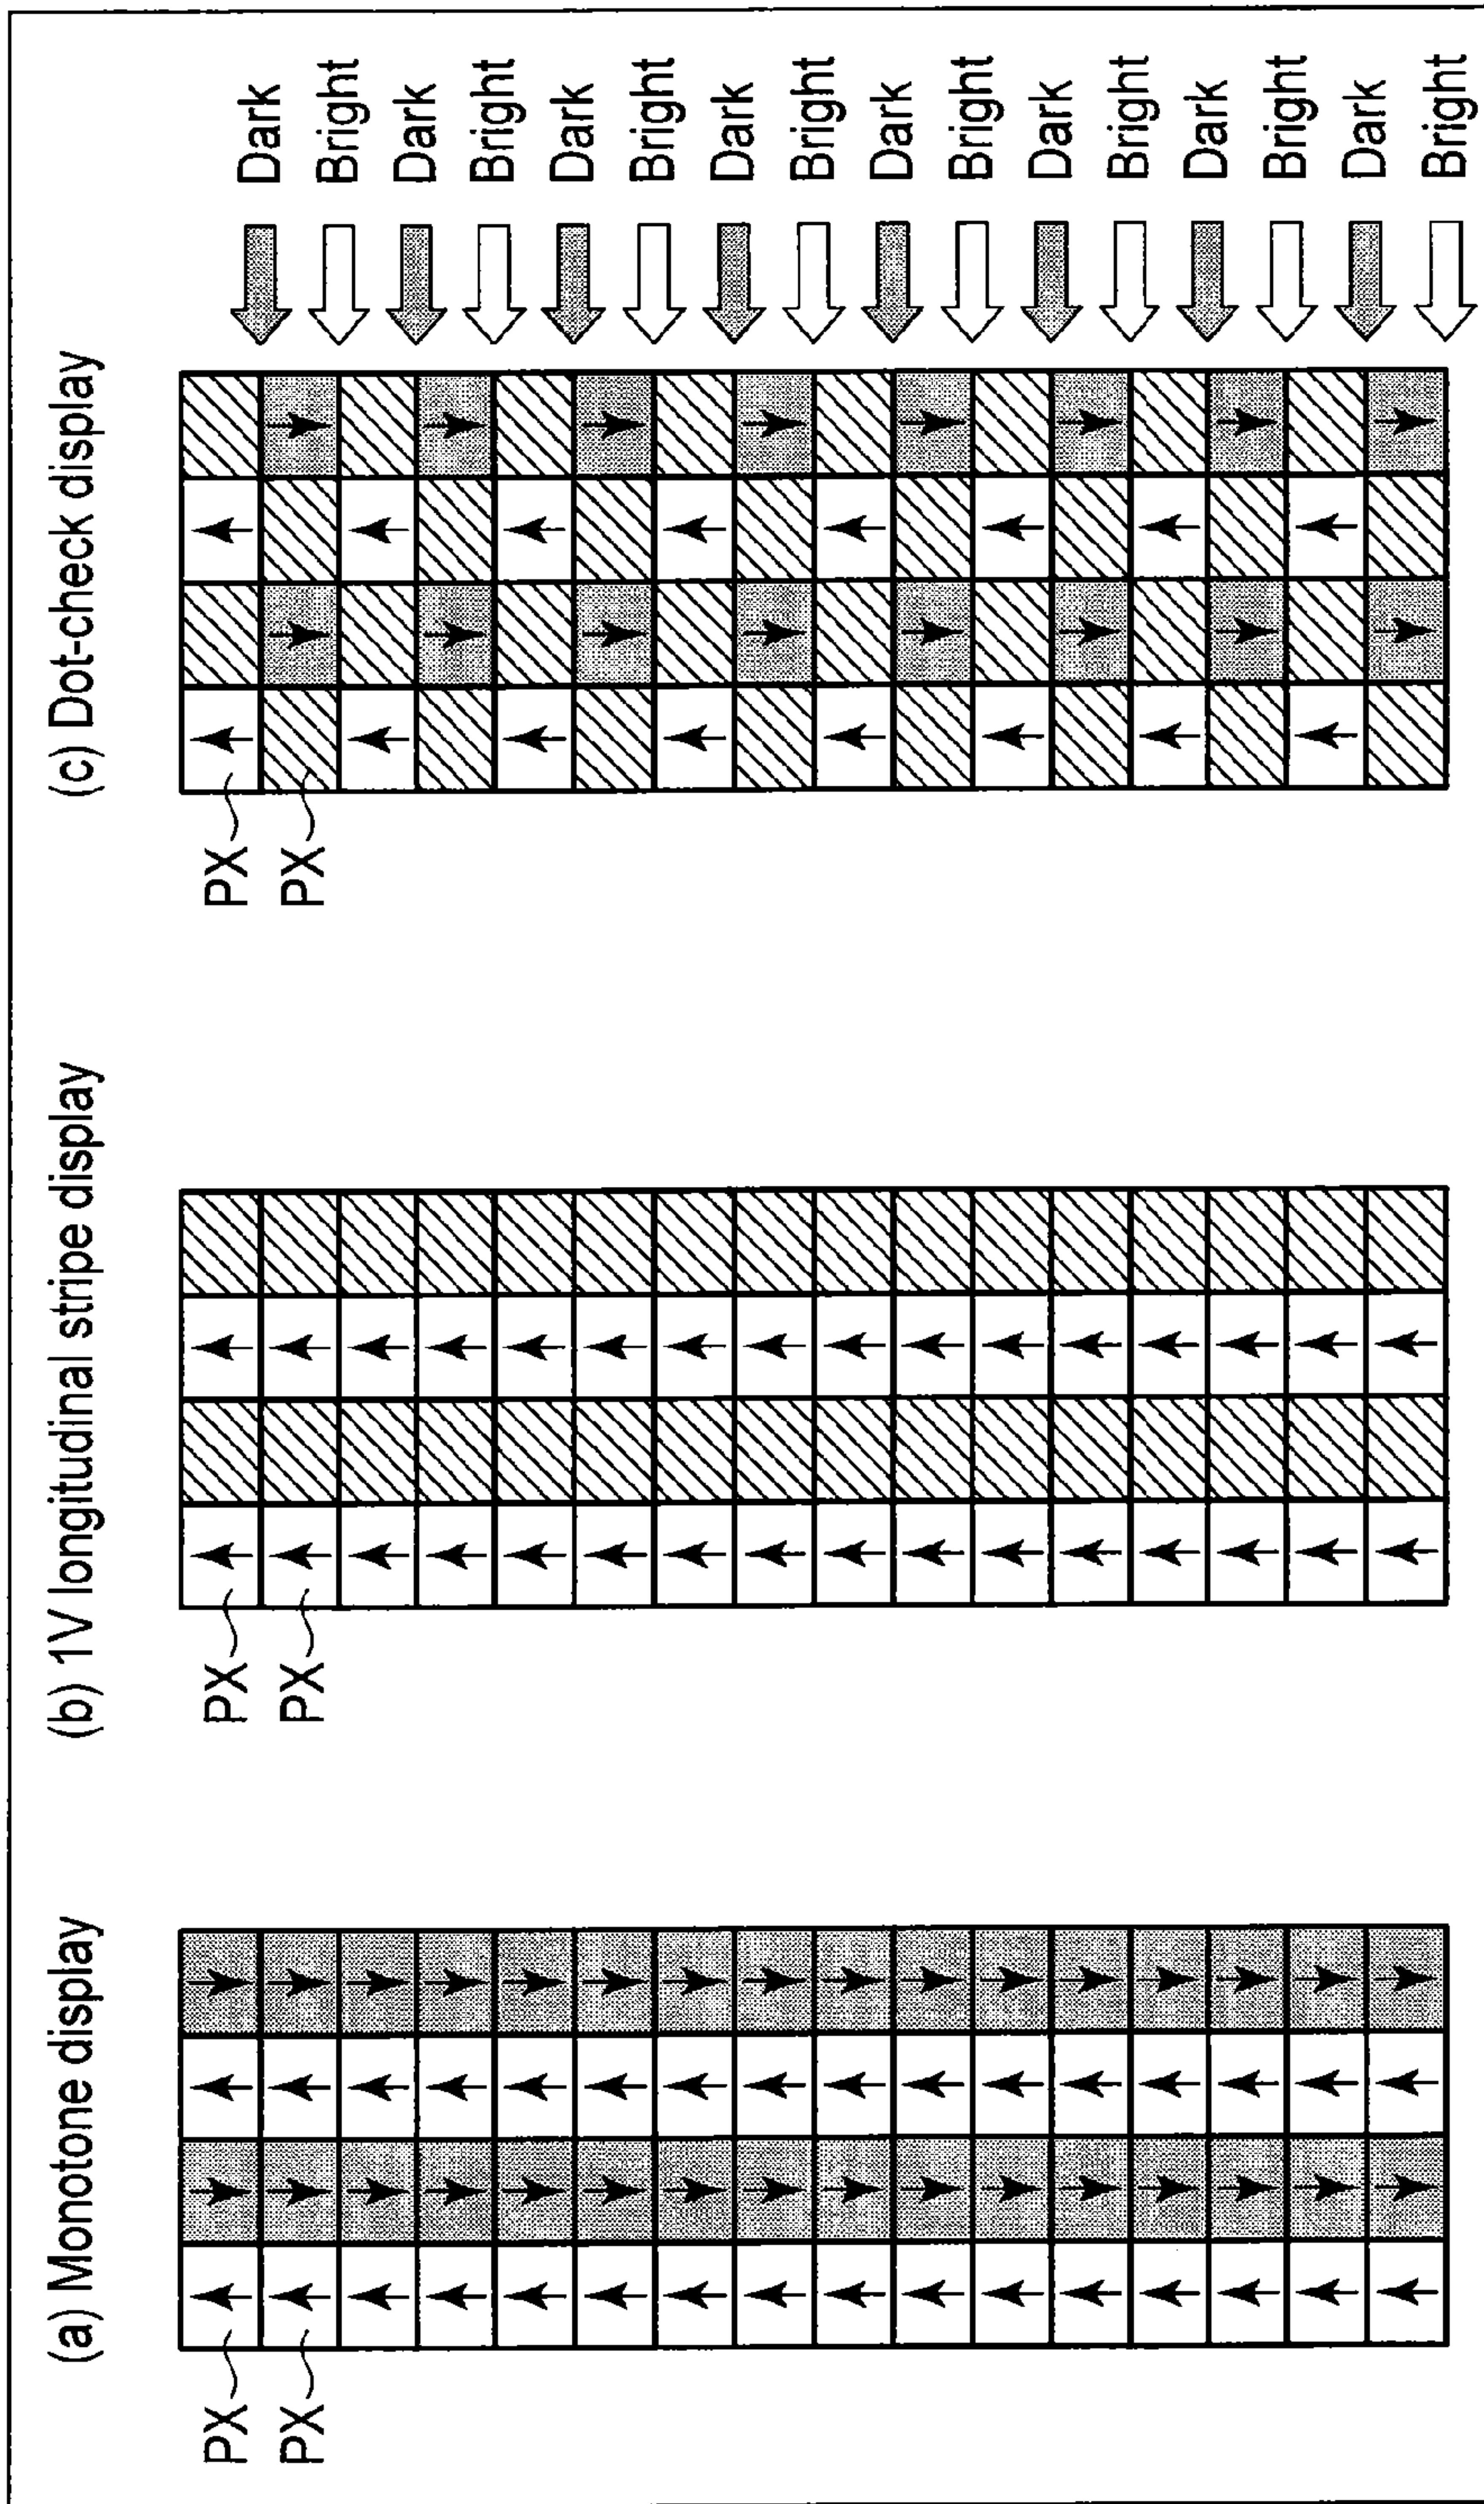 (a) Monotone display
PX
PX
(b) 1V longitudinal stripe display
PX
PX
(c) Dot-check display
PX
PX
Dark
Bright
Dark
Bright
Dark
Bright
Dark
Bright
Dark
Bright
Dark
Bright
Dark
Bright
Dark
Bright